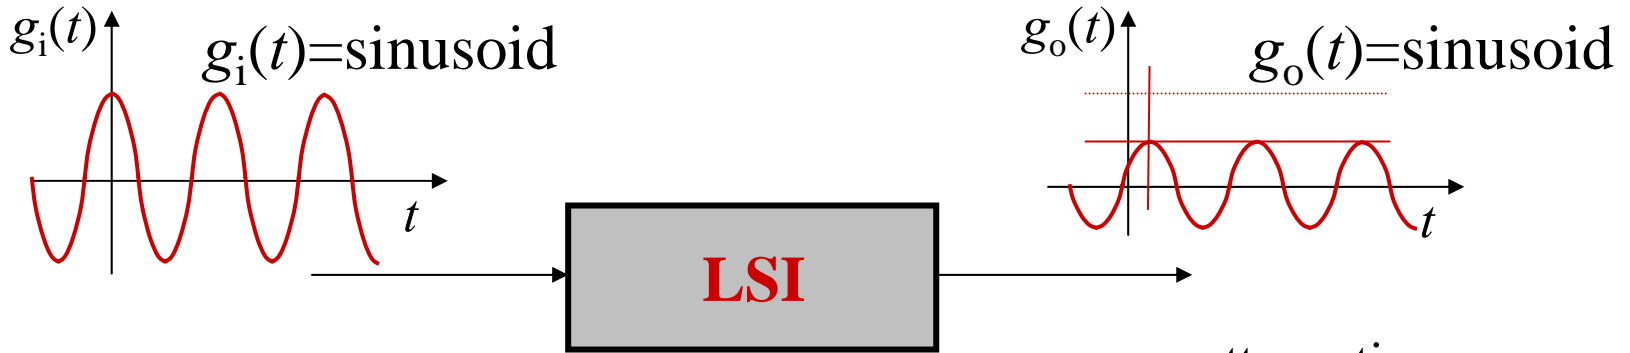 gᵢ(t)
gᵢ(t)=sinusoid
t
gₒ(t)
gₒ(t)=sinusoid
t
LSI